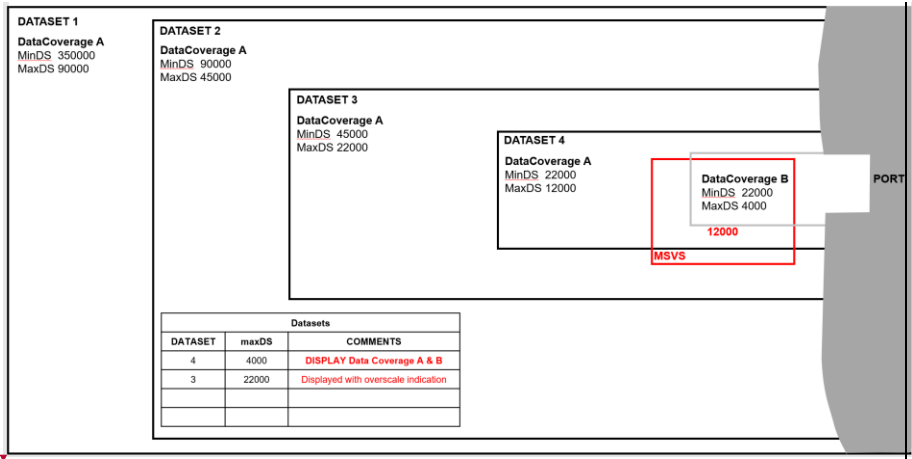 DATASET 1
DataCoverage A
MinDS 350000
MaxDS 90000
DATASET 2
DataCoverage A
MinDS 90000
MaxDS 45000
DATASET 3
DataCoverage A
MinDS 45000
MaxDS 22000
DATASET 4
DataCoverage A
MinDS 22000
MaxDS 12000
DataCoverage B
MinDS 22000
MaxDS 4000
PORT
12000
MSVS
Datasets
DATASET maxDS COMMENTS
4 4000 DISPLAY Data Coverage A & B
3 22000 Displayed with overscale indication